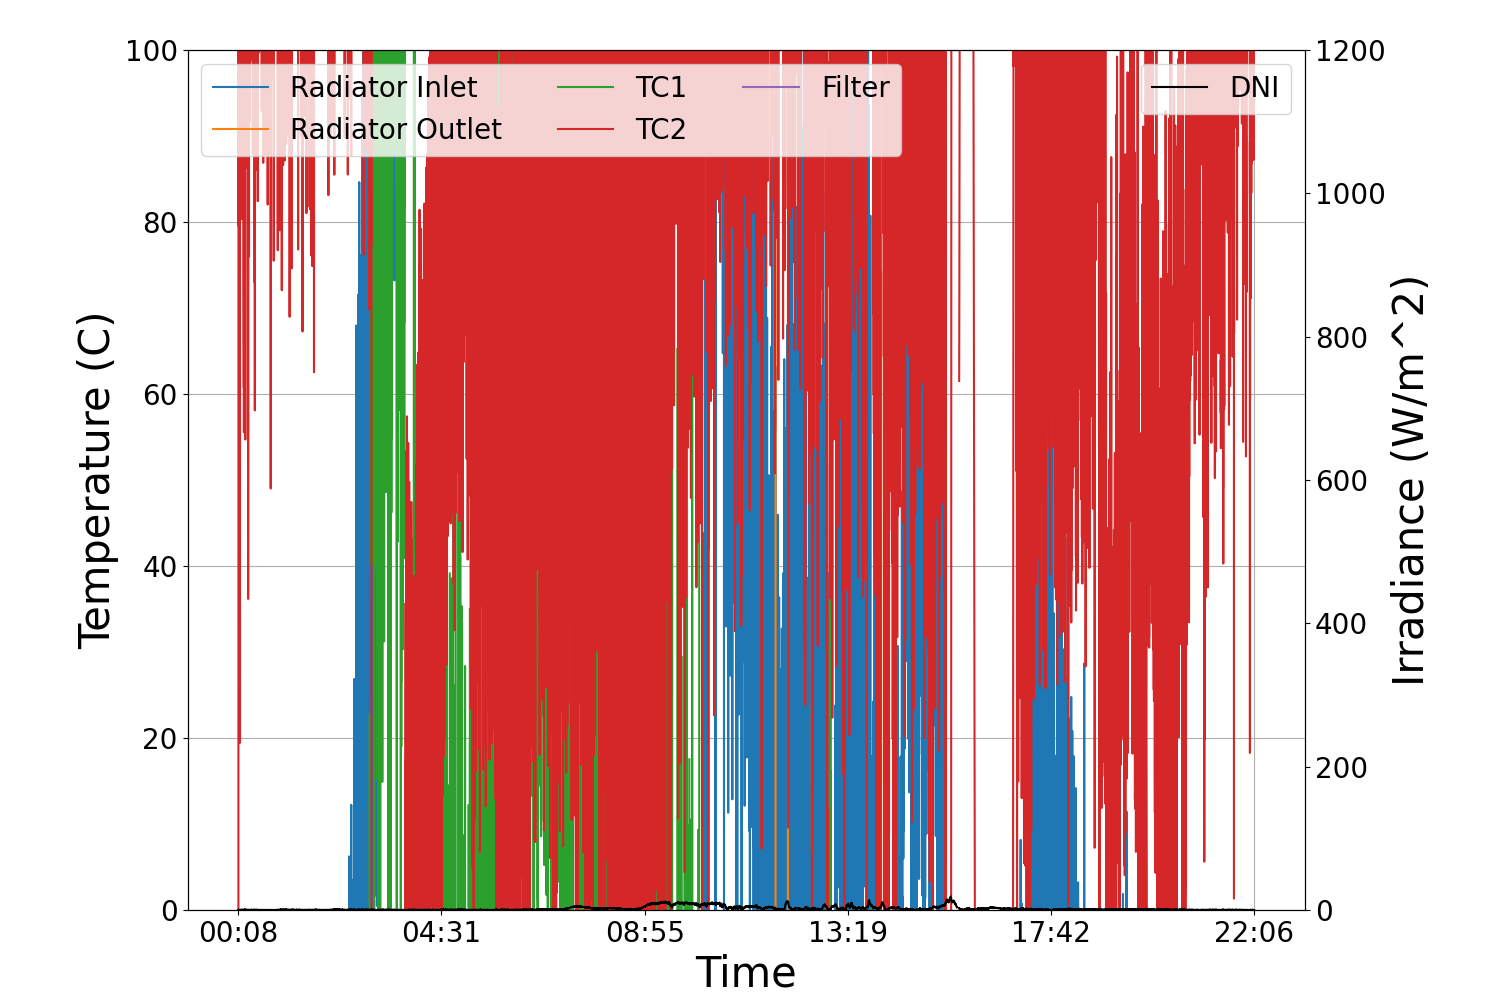 100
80
60
40
20
0
Temperature (C)
Radiator Inlet
Radiator Outlet
TC1
TC2
Filter
DNI
1200
1000
800
600
400
200
0
Irradiance (W/m^2)
00:08 04:31 08:55 13:19 17:42 22:06
Time